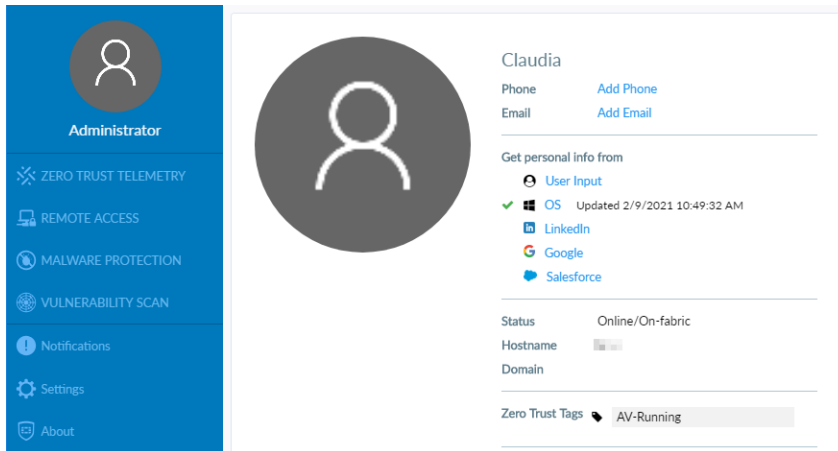 Administrator
ZERO TRUST TELEMETRY
REMOTE ACCESS
MALWARE PROTECTION
VULNERABILITY SCAN
Notifications
Settings
About
Claudia
Phone Add Phone
Email Add Email
Get personal info from
User Input
OS Updated 2/9/2021 10:49:32 AM
in LinkedIn
G Google
Salesforce
Status Online/On-fabric
Hostname
Domain
Zero Trust Tags AV-Running